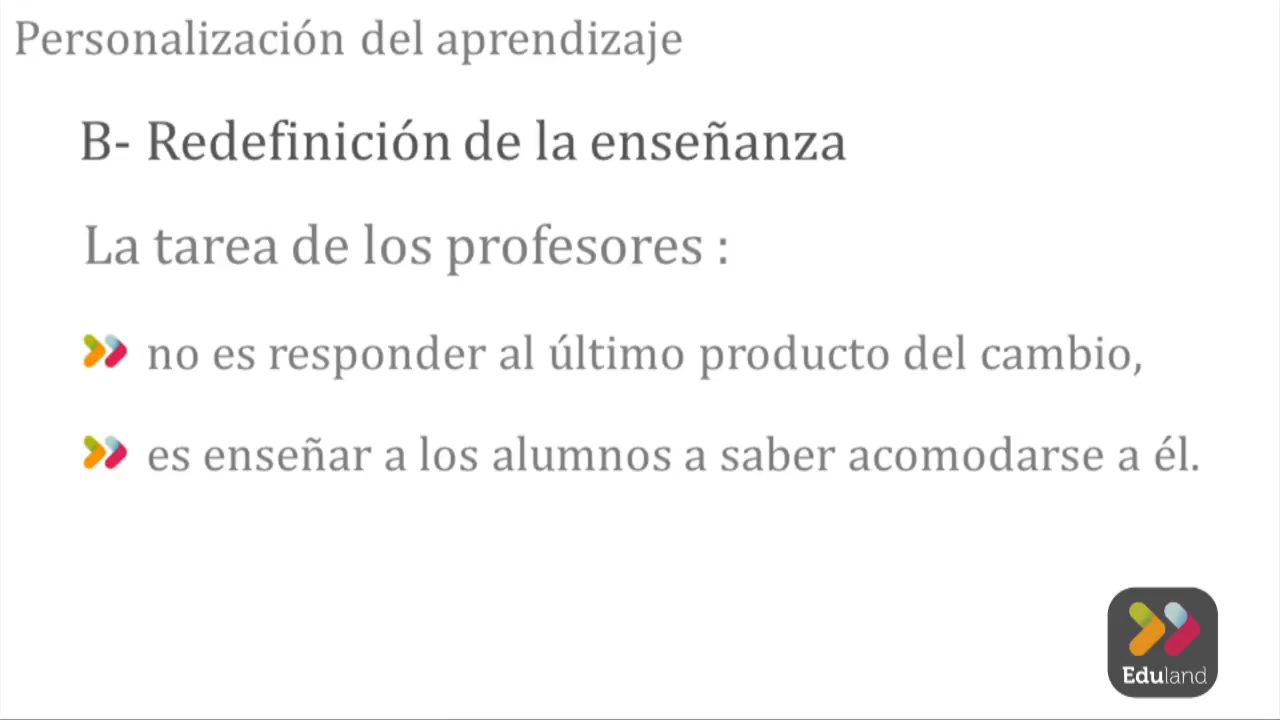 Personalización del aprendizaje
B- Redefinición de la enseñanza
La tarea de los profesores :
no es responder al último producto del cambio,
es enseñar a los alumnos a saber acomodarse a él.
Eduland